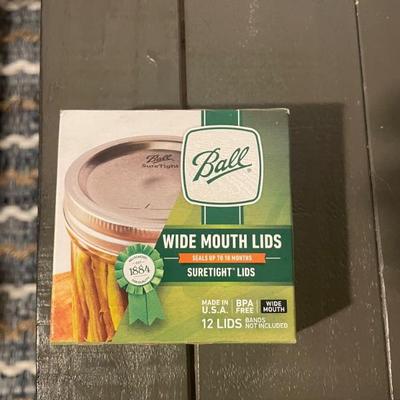 Ball
SureTight
Ball®
WIDE MOUTH LIDS
SEALS UP TO 18 MONTHS
SURETIGHT® LIDS
1884
MADE IN U.S.A.
BPA FREE
WIDE MOUTH
12 LIDS BANDS NOT INCLUDED